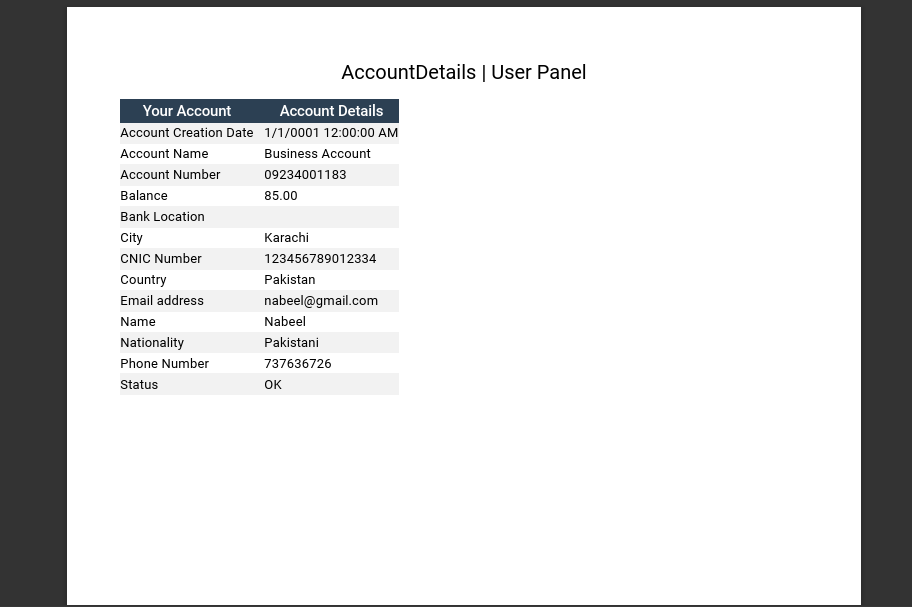 AccountDetails | User Panel
Your Account Account Details
Account Creation Date 1/1/0001 12:00:00 AM
Account Name Business Account
Account Number 09234001183
Balance 85.00
Bank Location
City Karachi
CNIC Number 123456789012334
Country Pakistan
Email address nabeel@gmail.com
Name Nabeel
Nationality Pakistani
Phone Number 737636726
Status OK